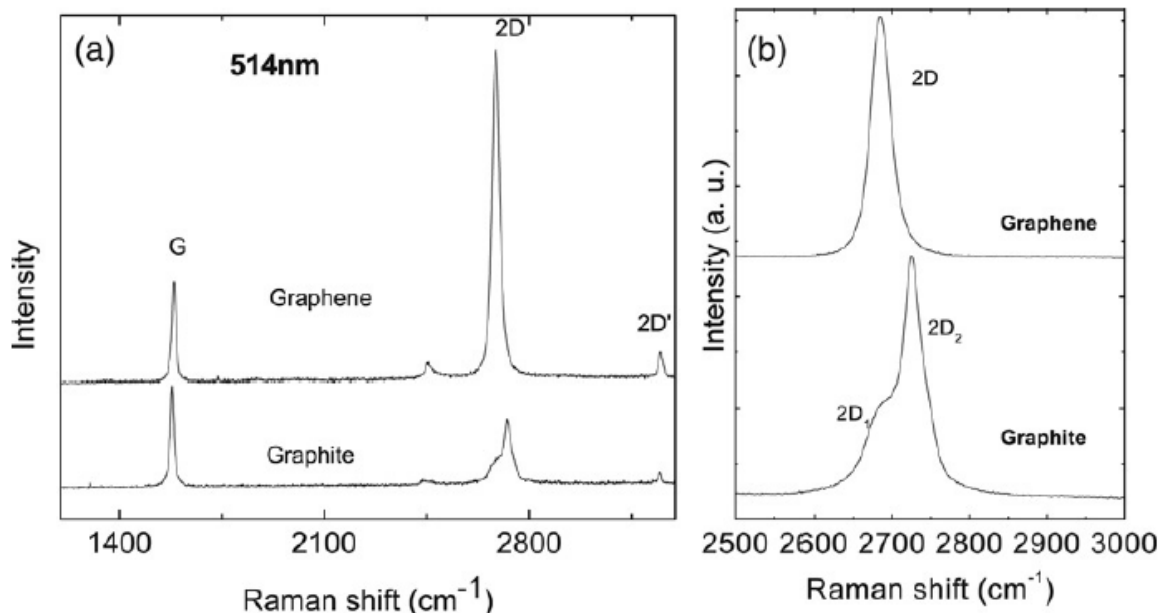 (a)
514nm
2D
G
Graphene
2D'
Graphite
Intensity
1400 2100 2800
Raman shift (cm⁻¹)
(b)
2D
Graphene
2D₂
2D₁
Graphite
Intensity (a. u.)
2500 2600 2700 2800 2900 3000
Raman shift (cm⁻¹)